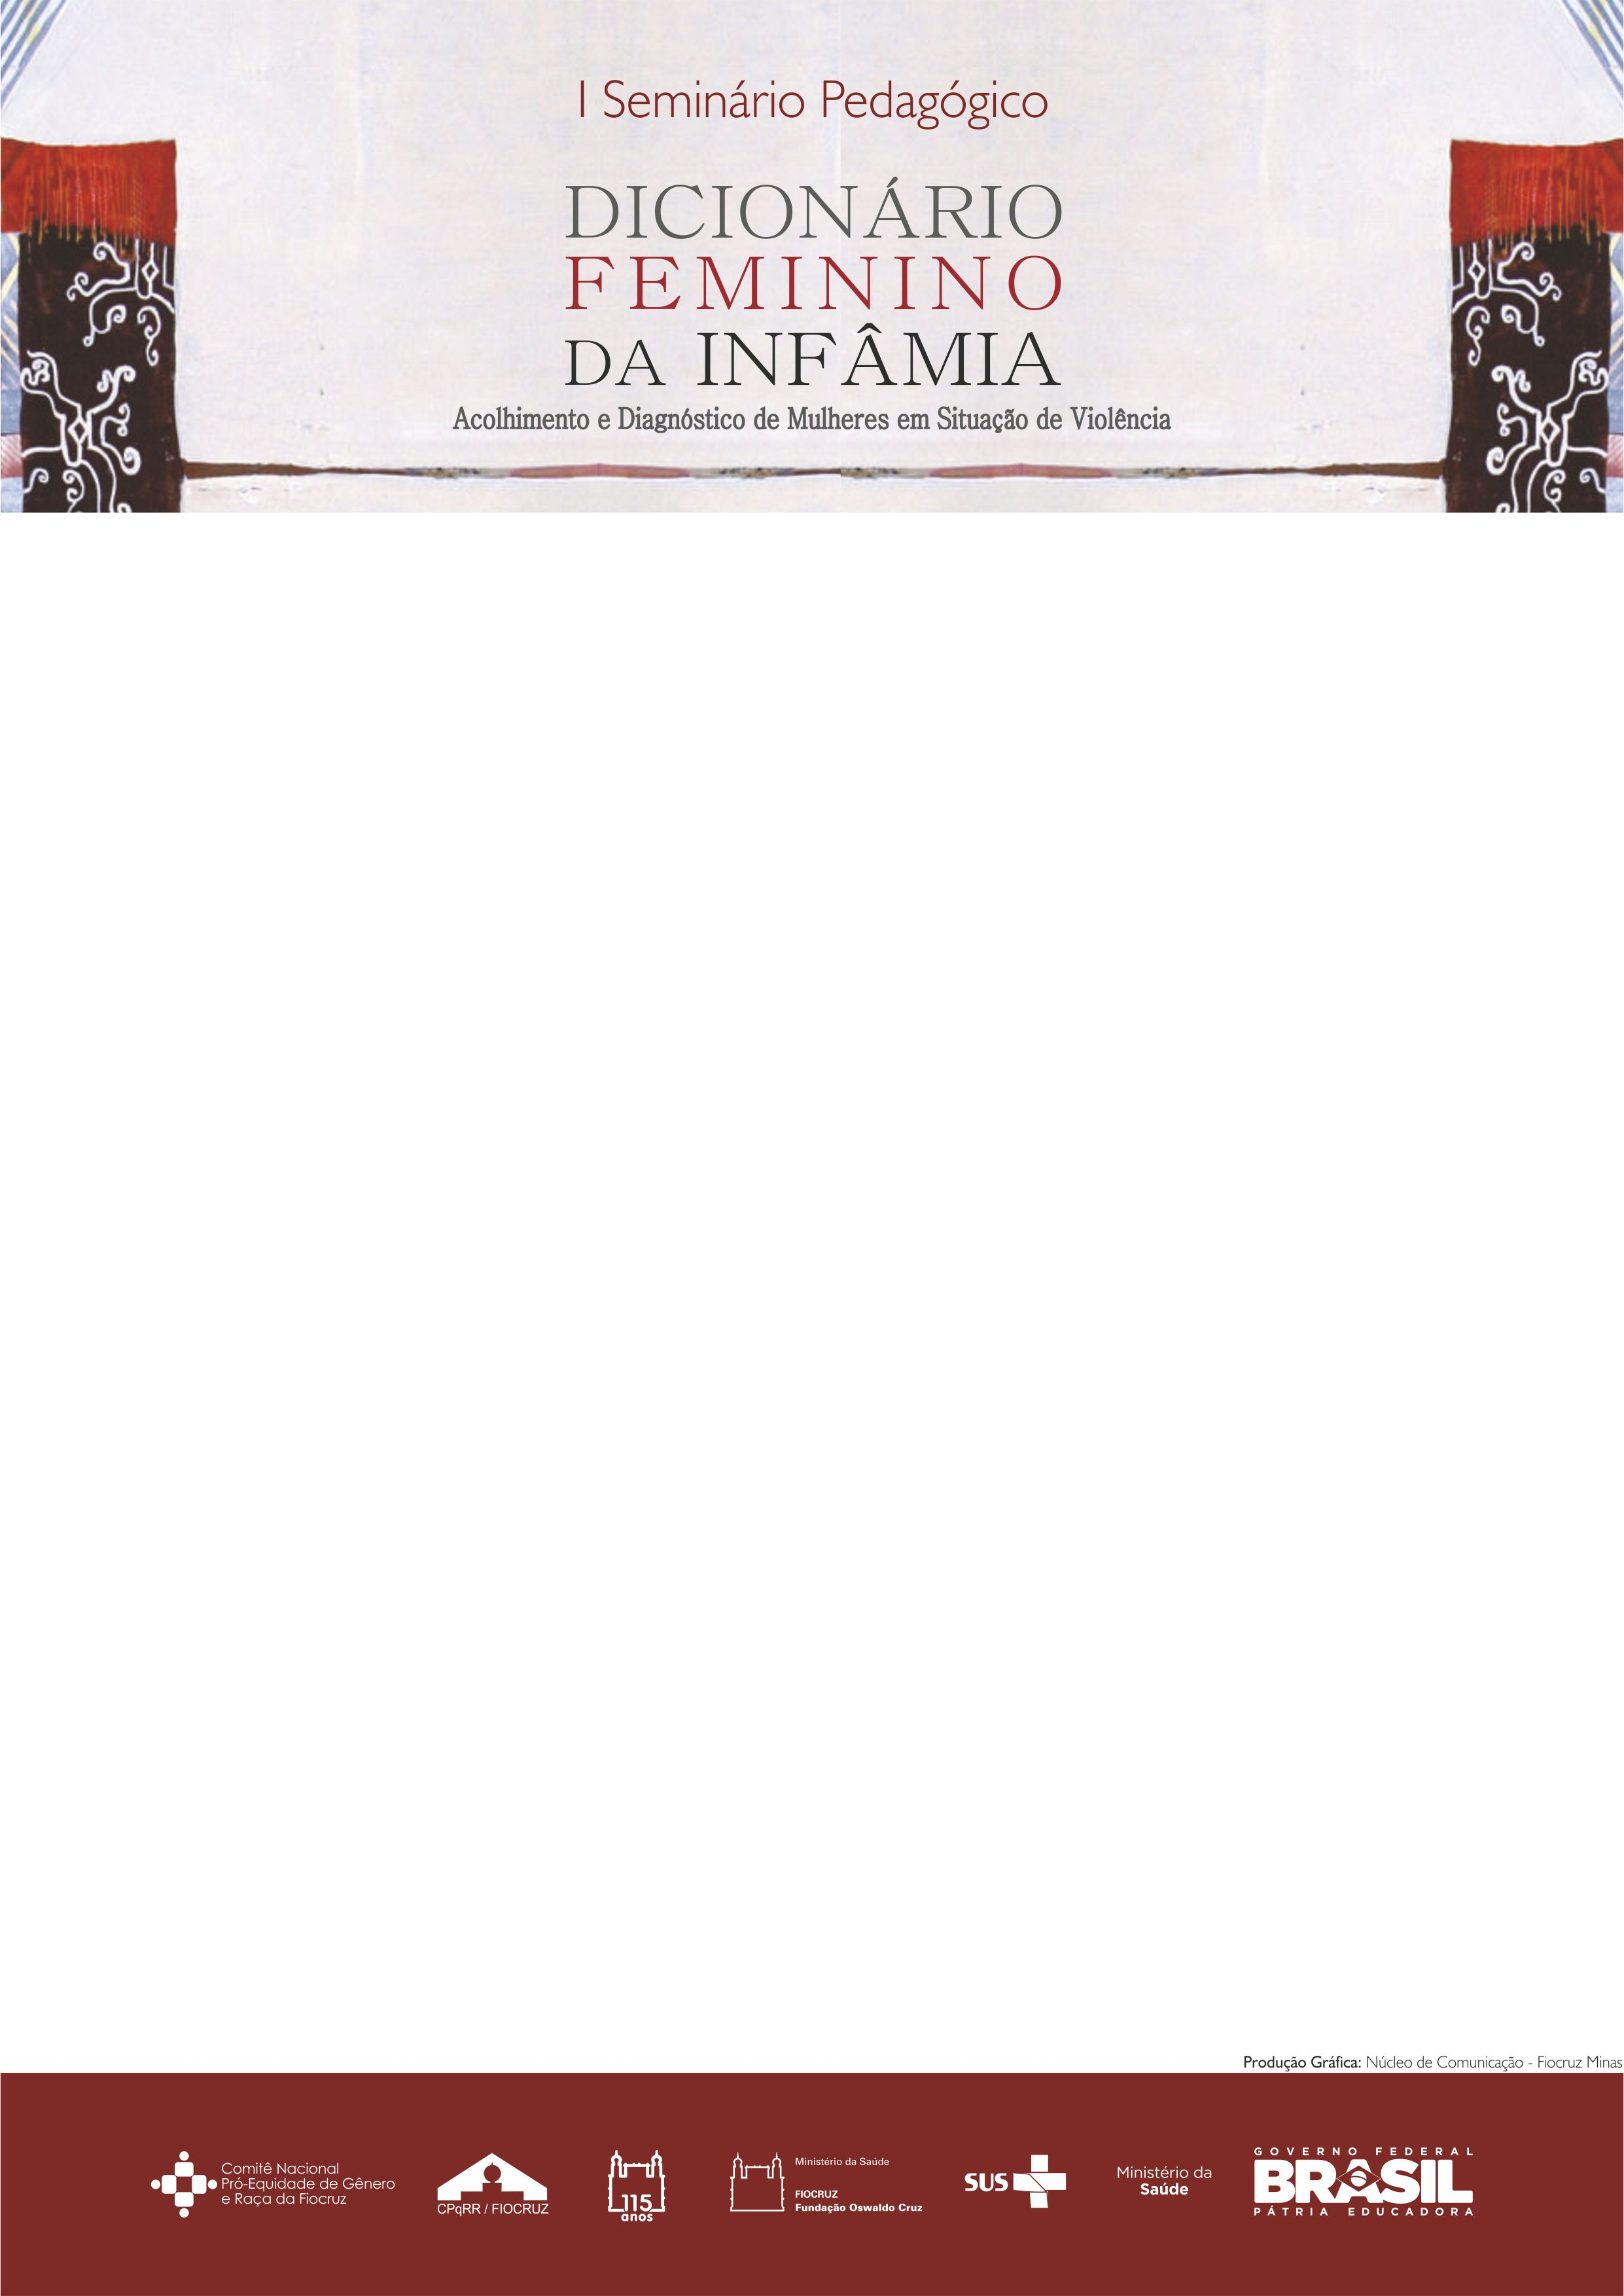 I Seminário Pedagógico
DICIONÁRIO
FEMININO
DA INFÂMIA
Acolhimento e Diagnóstico de Mulheres em Situação de Violência
Produção Gráfica: Núcleo de Comunicação - Fiocruz Minas
Comitê Nacional
Pró-Equidade de Gênero
e Raça da Fiocruz
CPqRR / FIOCRUZ
115
anos
Ministério da Saúde
FIOCRUZ
Fundação Oswaldo Cruz
SUS
Ministério da
Saúde
GOVERNO FEDERAL
BRASIL
PÁTRIA EDUCADORA